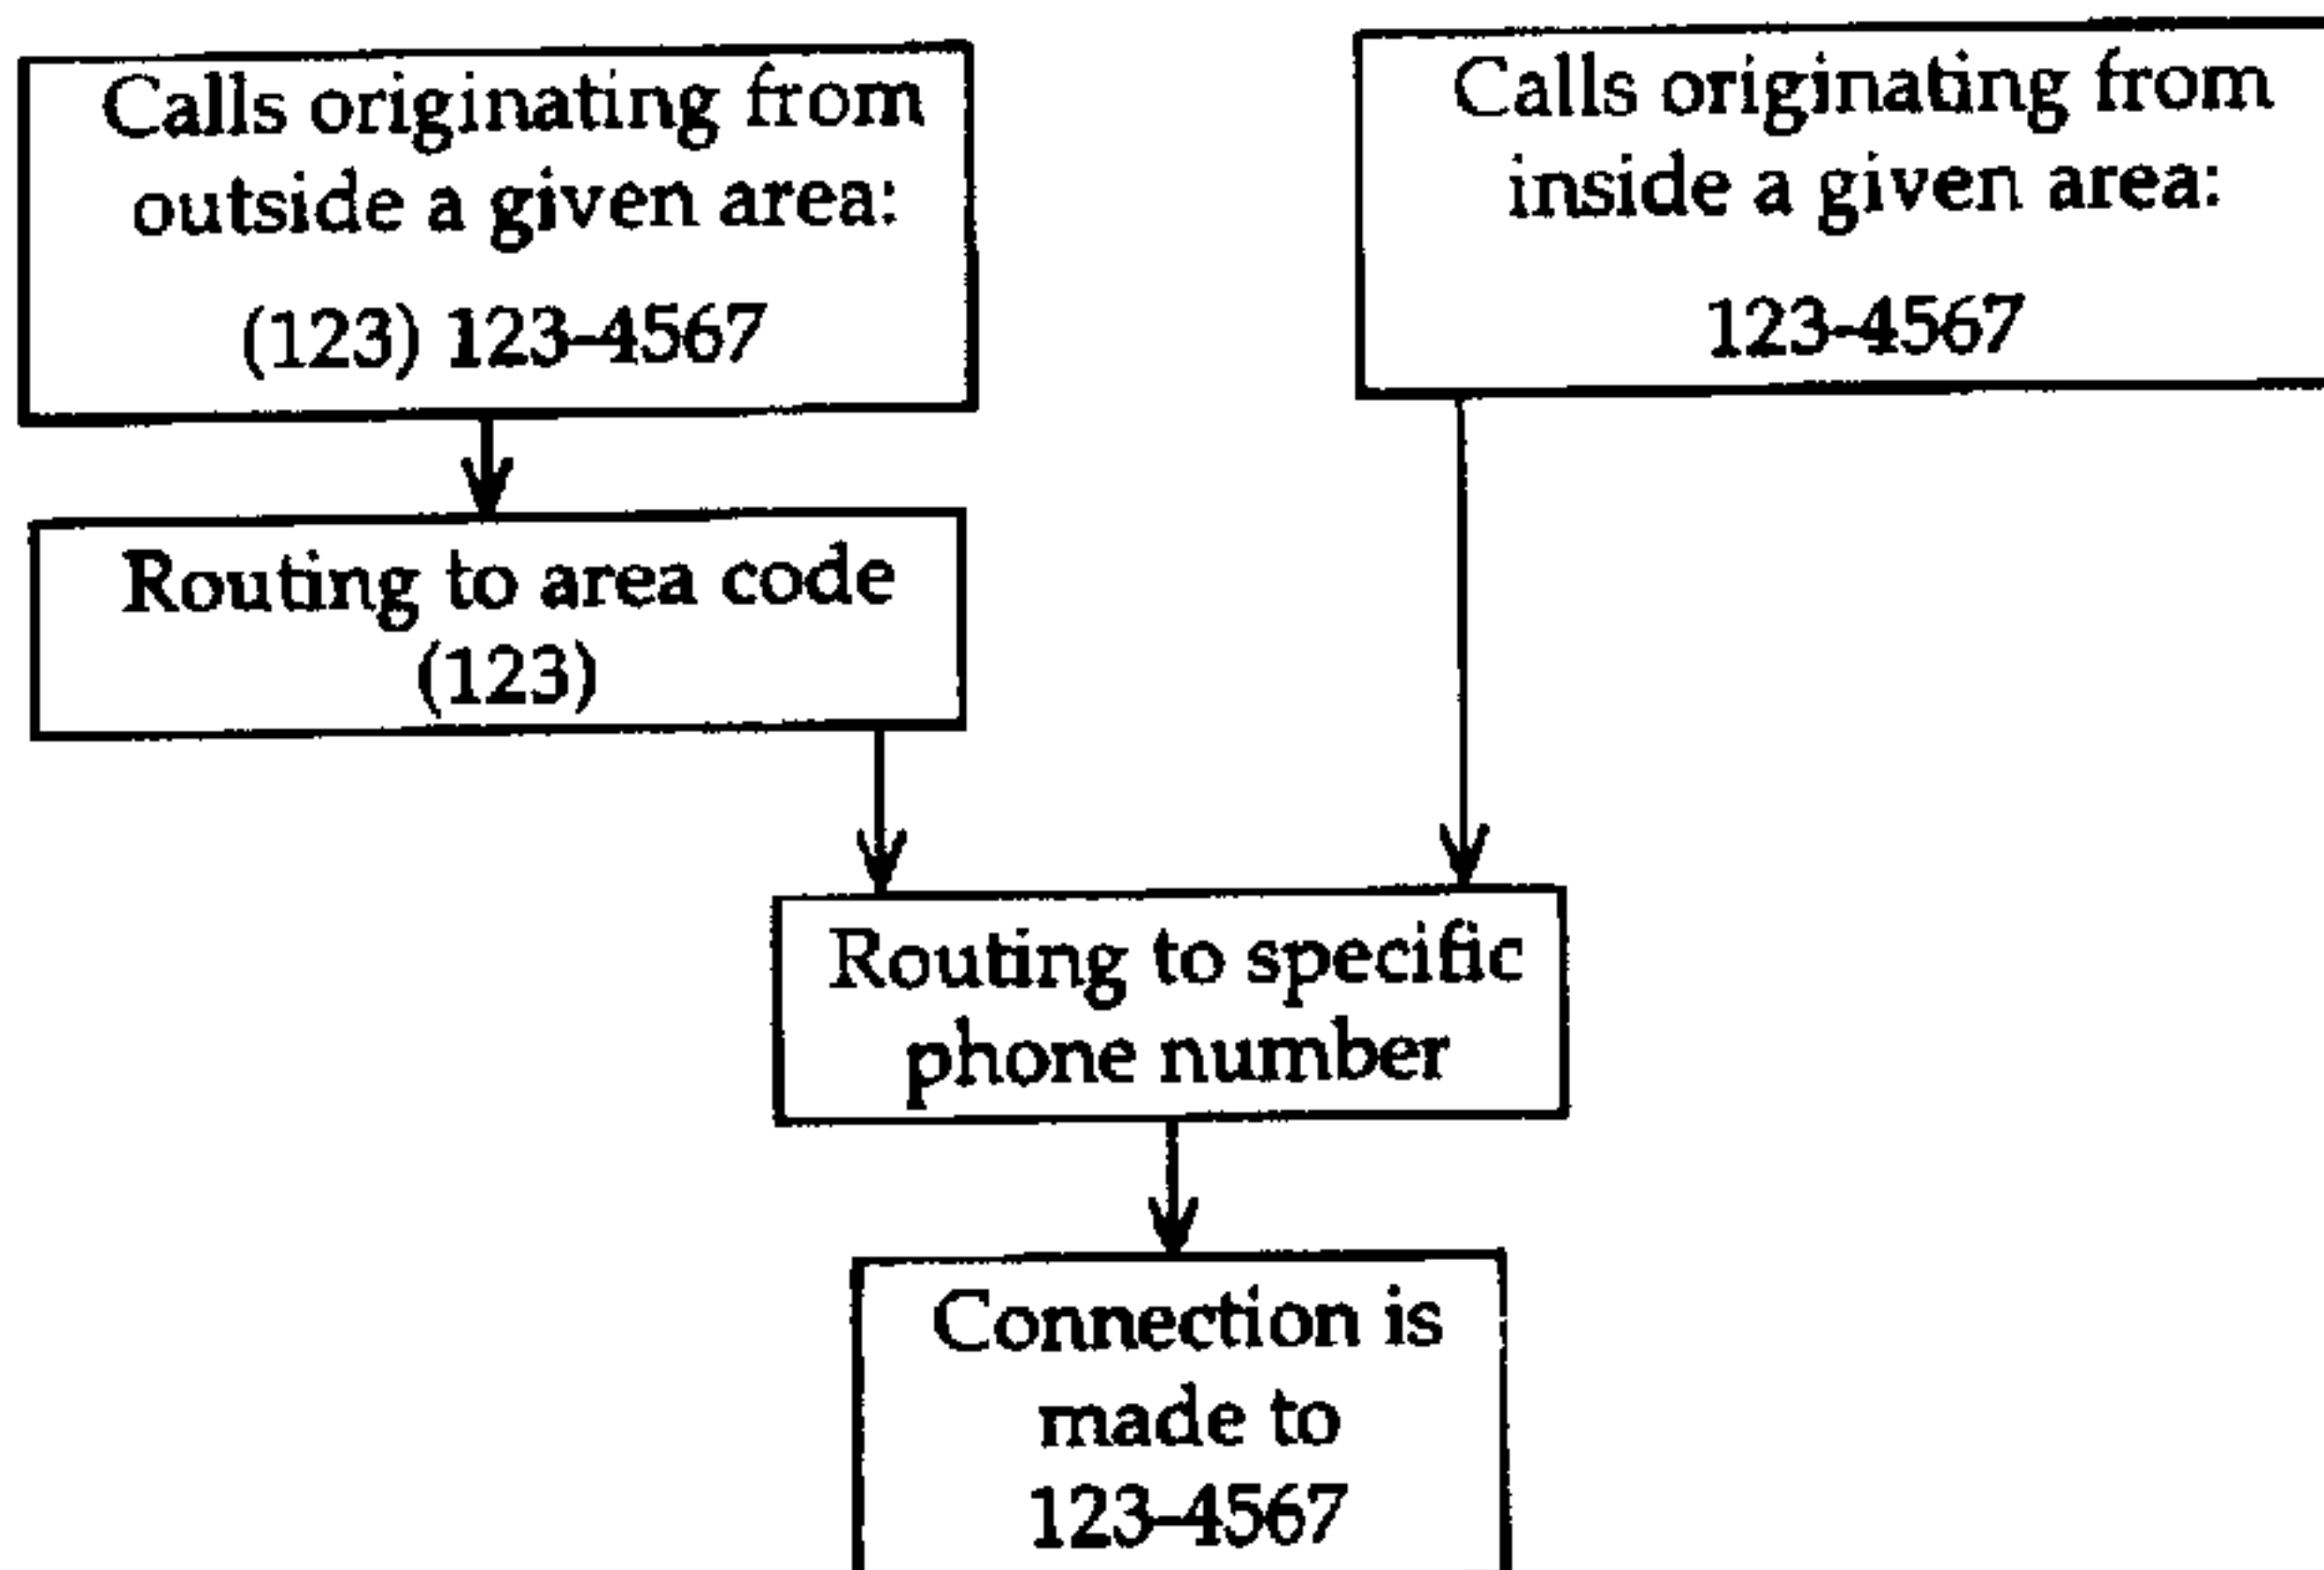 Calls originating from
outside a given area:
(123) 123-4567
Calls originating from
inside a given area:
123-4567
Routing to area code
(123)
Routing to specific
phone number
Connection is
made to
123-4567